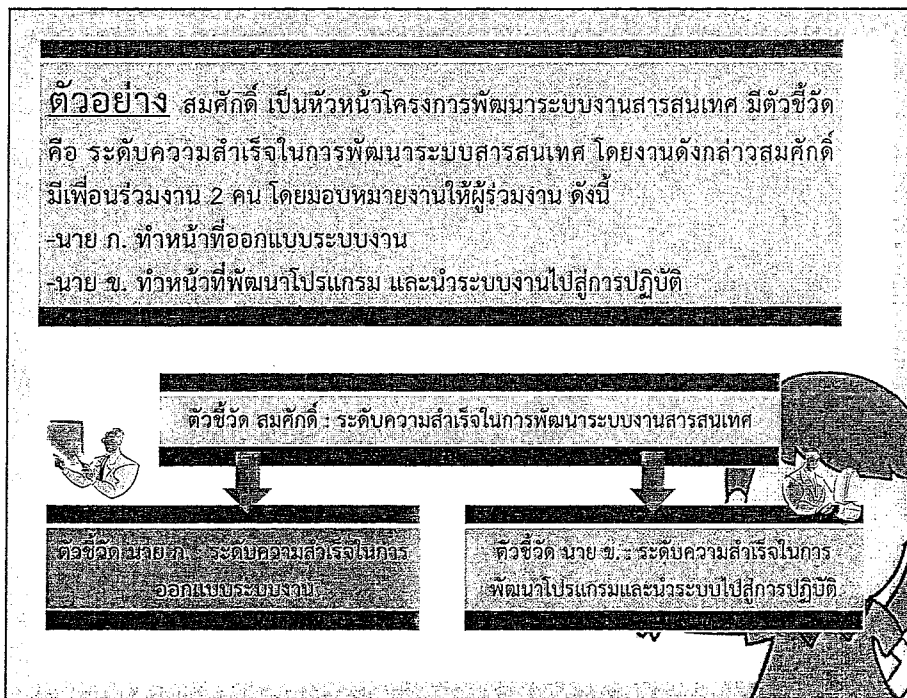 ตัวอย่าง สมศักดิ์ เป็นหัวหน้าโครงการพัฒนาระบบงานสารสนเทศ มีตัวชี้วัด
คือ ระดับความสำเร็จในการพัฒนาระบบสารสนเทศ โดยงานดังกล่าวสมศักดิ์
มีเพื่อนร่วมงาน 2 คน โดยมอบหมายงานให้ผู้ร่วมงาน ดังนี้
-นาย ก. ทำหน้าที่ออกแบบระบบงาน
-นาย ข. ทำหน้าที่พัฒนาโปรแกรม และนำระบบงานไปสู่การปฏิบัติ
ตัวชี้วัด สมศักดิ์ : ระดับความสำเร็จในการพัฒนาระบบงานสารสนเทศ
ตัวชี้วัด นาย ก. : ระดับความสำเร็จในการ
ออกแบบระบบงาน
ตัวชี้วัด นาย ข. : ระดับความสำเร็จในการ
พัฒนาโปรแกรมและนำระบบไปสู่การปฏิบัติ